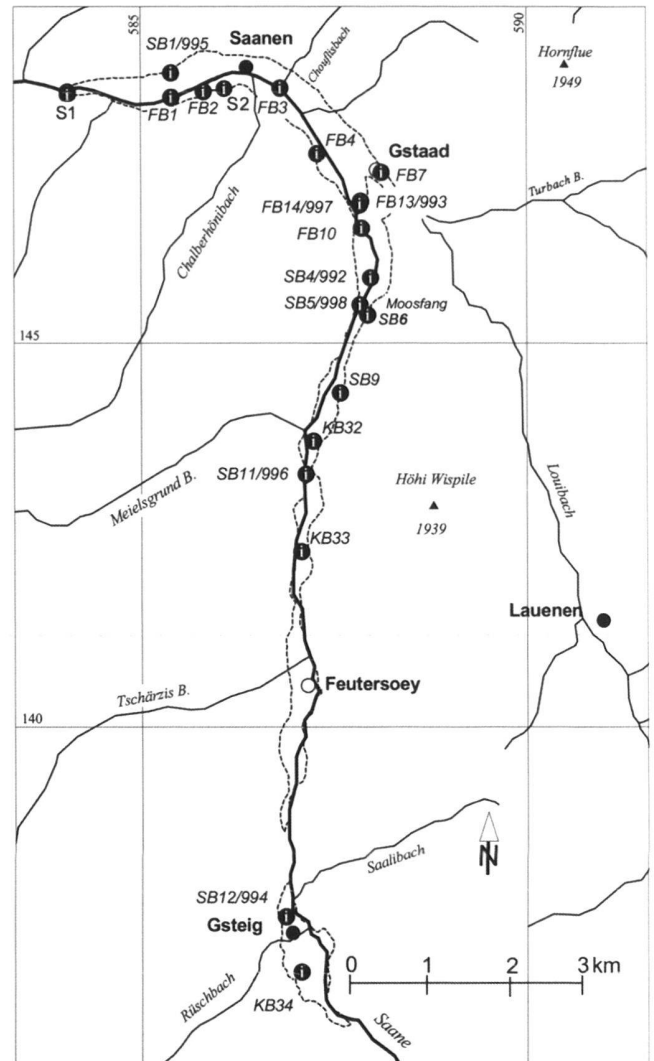 585
590
SB1/995
Saanen
Chouflisbach
Hornflue
1949
S1
FB1
FB2
S2
FB3
FB4
Gstaad
FB7
Turbach B.
Chalberhönibach
FB14/997
FB13/993
FB10
SB4/992
SB5/998
Moosfang
SB6
145
SB9
KB32
Meielsgrund B.
SB11/996
Höhi Wispile
1939
Louibach
KB33
Lauenen
Feutersoey
Tschärzis B.
140
N
Saalibach
SB12/994
Gsteig
Rüschbach
KB34
Saane
0 1 2 3 km